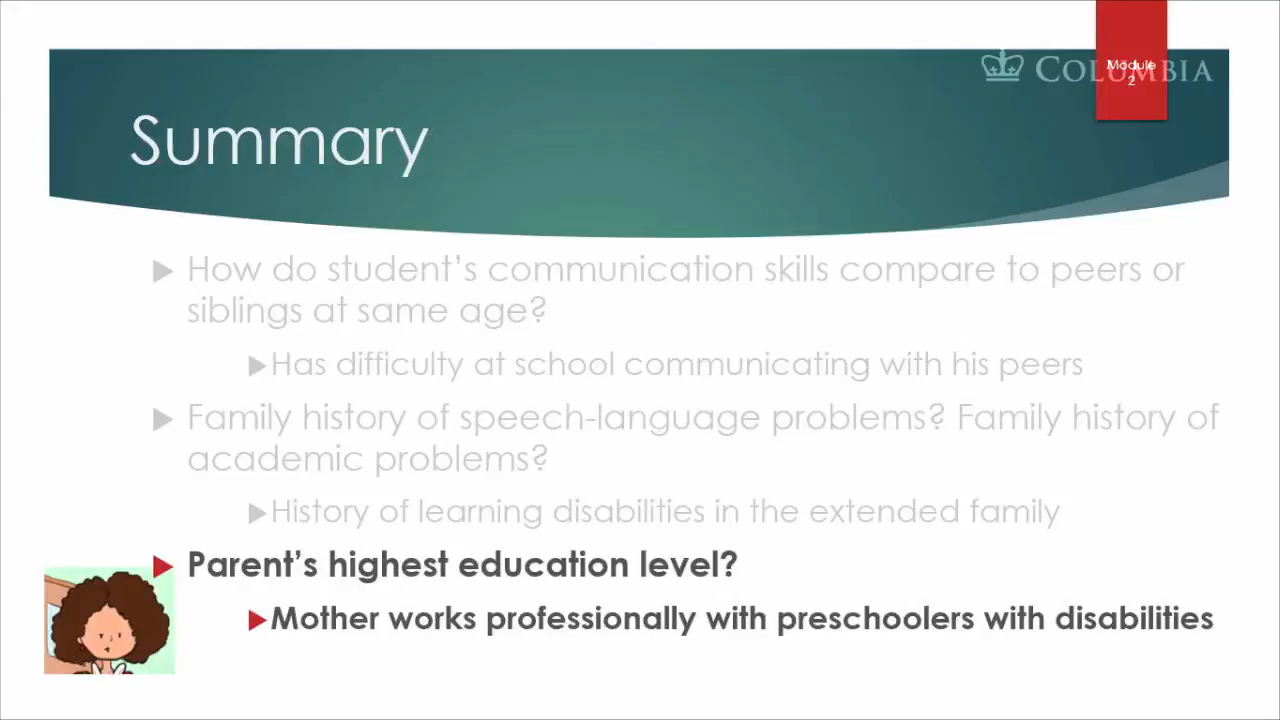 COLUMBIA
Module
2
Summary
How do student's communication skills compare to peers or
siblings at same age?
Has difficulty at school communicating with his peers
Family history of speech-language problems? Family history of
academic problems?
History of learning disabilities in the extended family
Parent's highest education level?
Mother works professionally with preschoolers with disabilities